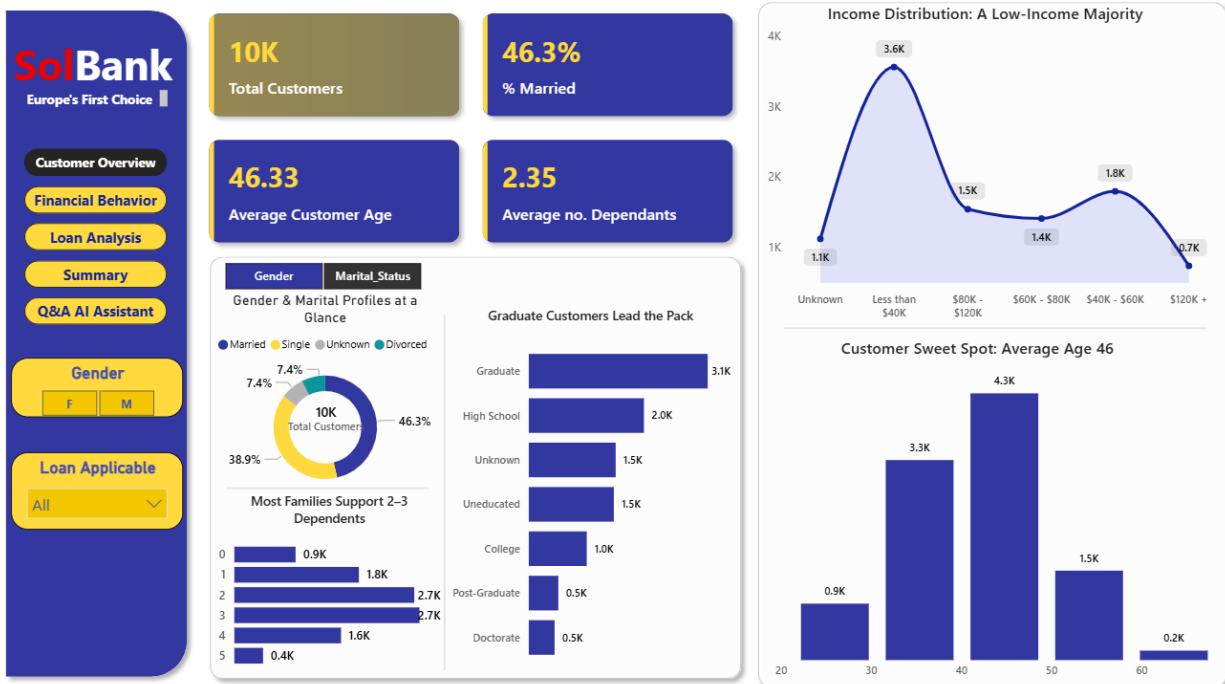 SolBank
Europe's First Choice
Customer Overview
Financial Behavior
Loan Analysis
Summary
Q&A AI Assistant
Gender
F M
Loan Applicable
All
10K
Total Customers
46.3%
% Married
46.33
Average Customer Age
2.35
Average no. Dependants
Gender Marital_Status
Gender & Marital Profiles at a
Glance
Married Single Unknown Divorced
7.4%
7.4%
10K
Total Customers
46.3%
38.9%
Most Families Support 2–3
Dependents
0 0.9K
1 1.8K
2 2.7K
3 2.7K
4 1.6K
5 0.4K
Graduate Customers Lead the Pack
Graduate 3.1K
High School 2.0K
Unknown 1.5K
Uneducated 1.5K
College 1.0K
Post-Graduate 0.5K
Doctorate 0.5K
Income Distribution: A Low-Income Majority
4K
3K
2K
1K
1.1K
3.6K
1.5K
1.4K
1.8K
0.7K
Unknown Less than $80K - $60K - $80K $40K - $60K $120K +
$40K $120K
Customer Sweet Spot: Average Age 46
0.9K
3.3K
4.3K
1.5K
0.2K
20 30 40 50 60